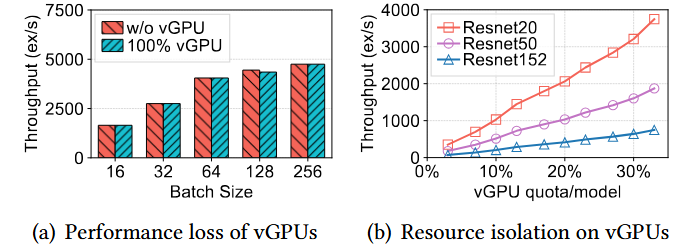 7500
5000
2500
0
Throughput (ex/s)
w/o vGPU
100% vGPU
16 32 64 128 256
Batch Size
(a) Performance loss of vGPUs
4000
3000
2000
1000
0
Throughput (ex/s)
Resnet20
Resnet50
Resnet152
0% 10% 20% 30%
vGPU quota/model
(b) Resource isolation on vGPUs